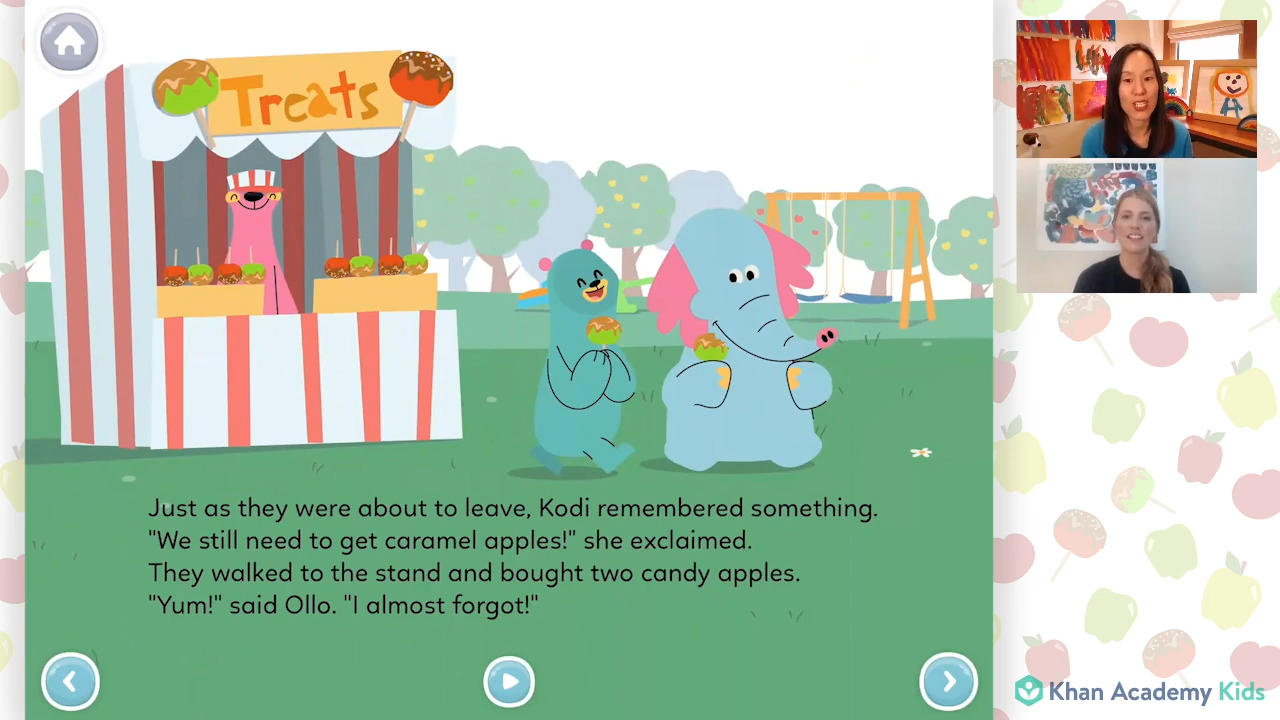 Treats
Just as they were about to leave, Kodi remembered something.
"We still need to get caramel apples!" she exclaimed.
They walked to the stand and bought two candy apples.
"Yum!" said Ollo. "I almost forgot!"
Khan Academy Kids